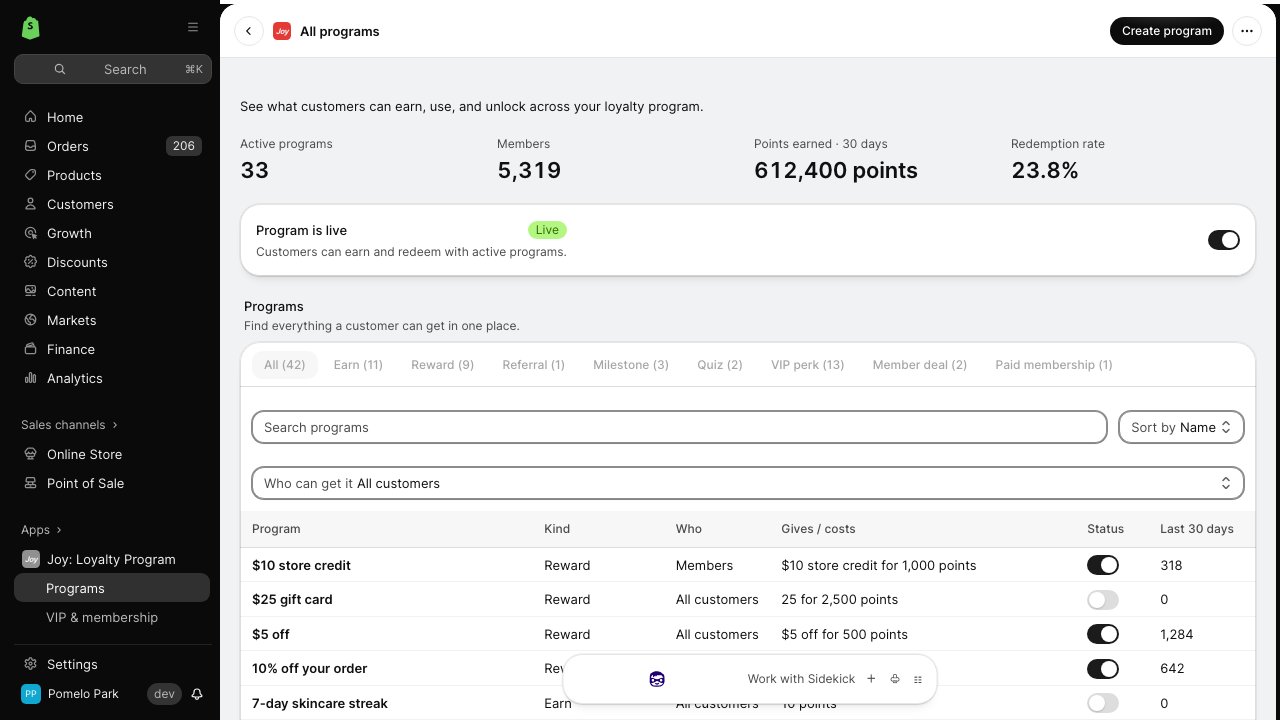 Search ⌘K
Home
Orders 206
Products
Customers
Growth
Discounts
Content
Markets
Finance
Analytics
Sales channels
Online Store
Point of Sale
Apps
Joy Joy: Loyalty Program
Programs
VIP & membership
Settings
PP Pomelo Park dev
Joy All programs
Create program
See what customers can earn, use, and unlock across your loyalty program.
Active programs Members Points earned · 30 days Redemption rate
33 5,319 612,400 points 23.8%
Program is live Live
Customers can earn and redeem with active programs.
Programs
Find everything a customer can get in one place.
All (42) Earn (11) Reward (9) Referral (1) Milestone (3) Quiz (2) VIP perk (13) Member deal (2) Paid membership (1)
Search programs Sort by Name
Who can get it All customers
Program Kind Who Gives / costs Status Last 30 days
$10 store credit Reward Members $10 store credit for 1,000 points 318
$25 gift card Reward All customers 25 for 2,500 points 0
$5 off Reward All customers $5 off for 500 points 1,284
10% off your order 642
Work with Sidekick
7-day skincare streak Earn All customers 10 points 0